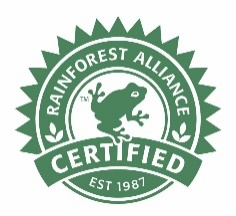 RAINFOREST ALLIANCE
TM
CERTIFIED
EST 1987